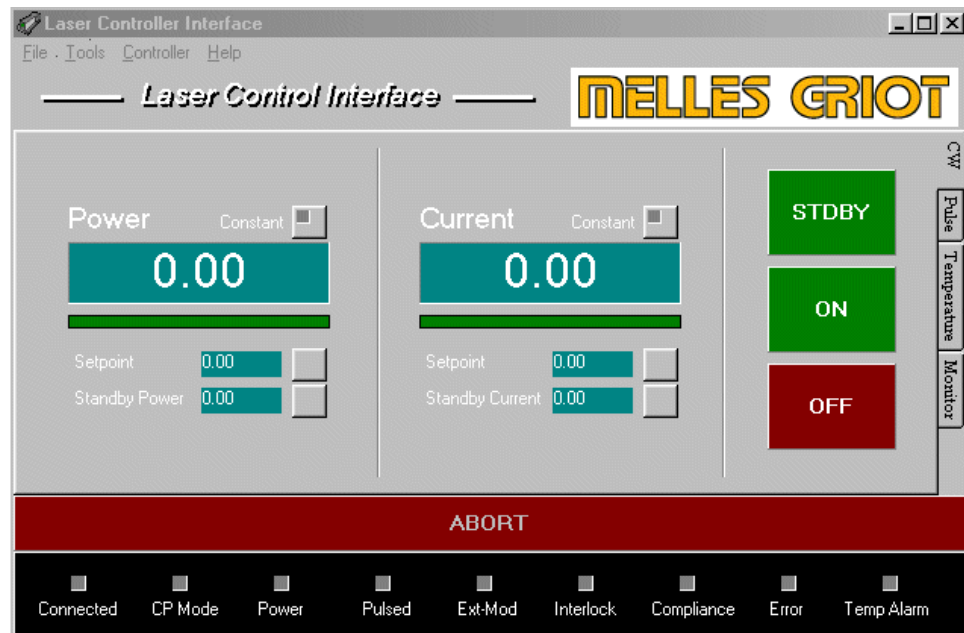 Laser Controller Interface
File Tools Controller Help
Laser Control Interface
MELLES GRIOT
CW
Pulse
Temperature
Monitor
Power Constant
0.00
Setpoint 0.00
Standby Power 0.00
Current Constant
0.00
Setpoint 0.00
Standby Current 0.00
STDBY
ON
OFF
ABORT
Connected CP Mode Power Pulsed Ext-Mod Interlock Compliance Error Temp Alarm